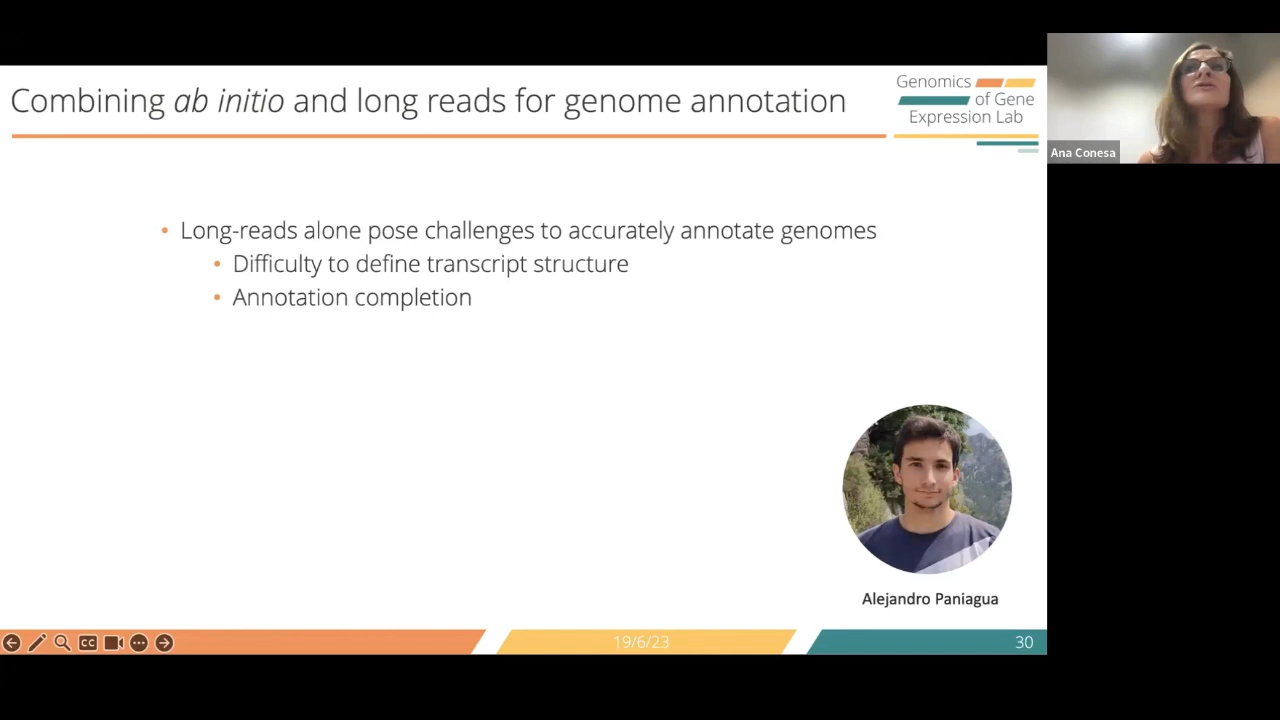 Combining ab initio and long reads for genome annotation
Genomics
of Gene
Expression Lab
Ana Conesa
• Long-reads alone pose challenges to accurately annotate genomes
• Difficulty to define transcript structure
• Annotation completion
Alejandro Paniagua
CC
19/6/23
30